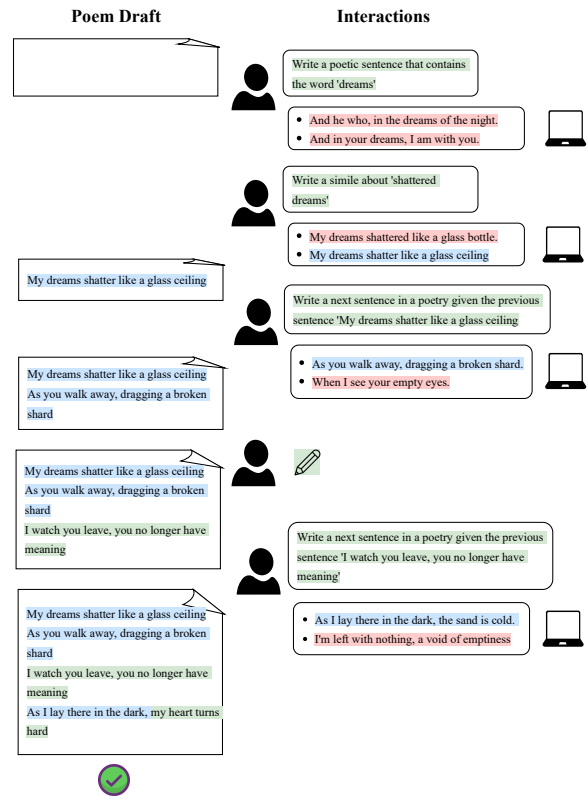 Poem Draft
Interactions
Write a poetic sentence that contains
the word 'dreams'
• And he who, in the dreams of the night.
• And in your dreams, I am with you.
Write a simile about 'shattered
dreams'
• My dreams shattered like a glass bottle.
• My dreams shatter like a glass ceiling
My dreams shatter like a glass ceiling
Write a next sentence in a poetry given the previous
sentence 'My dreams shatter like a glass ceiling
• As you walk away, dragging a broken shard.
• When I see your empty eyes.
My dreams shatter like a glass ceiling
As you walk away, dragging a broken
shard
My dreams shatter like a glass ceiling
As you walk away, dragging a broken
shard
I watch you leave, you no longer have
meaning
Write a next sentence in a poetry given the previous
sentence 'I watch you leave, you no longer have
meaning'
• As I lay there in the dark, the sand is cold.
• I'm left with nothing, a void of emptiness
My dreams shatter like a glass ceiling
As you walk away, dragging a broken
shard
I watch you leave, you no longer have
meaning
As I lay there in the dark, my heart turns
hard